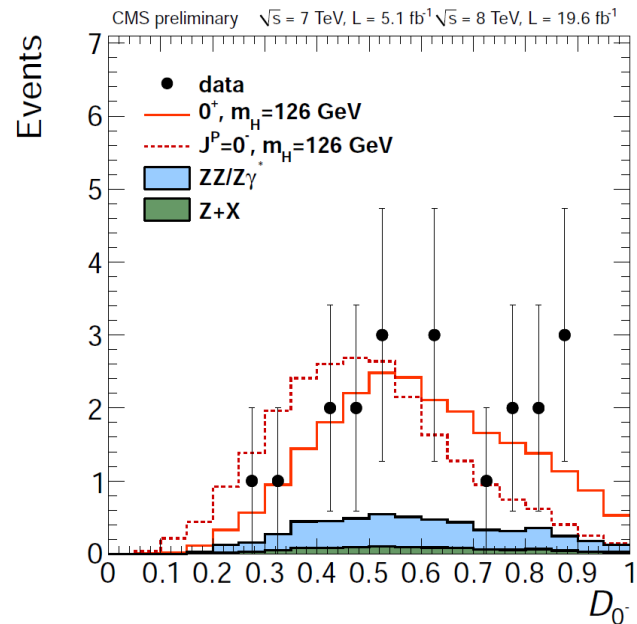 CMS preliminary √s = 7 TeV, L = 5.1 fb⁻¹ √s = 8 TeV, L = 19.6 fb⁻¹
Events
7
6
5
4
3
2
1
0
data
0⁺, m_H=126 GeV
J^P=0⁻, m_H=126 GeV
ZZ/Zγ*
Z+X
0 0.1 0.2 0.3 0.4 0.5 0.6 0.7 0.8 0.9 1
D_0⁻